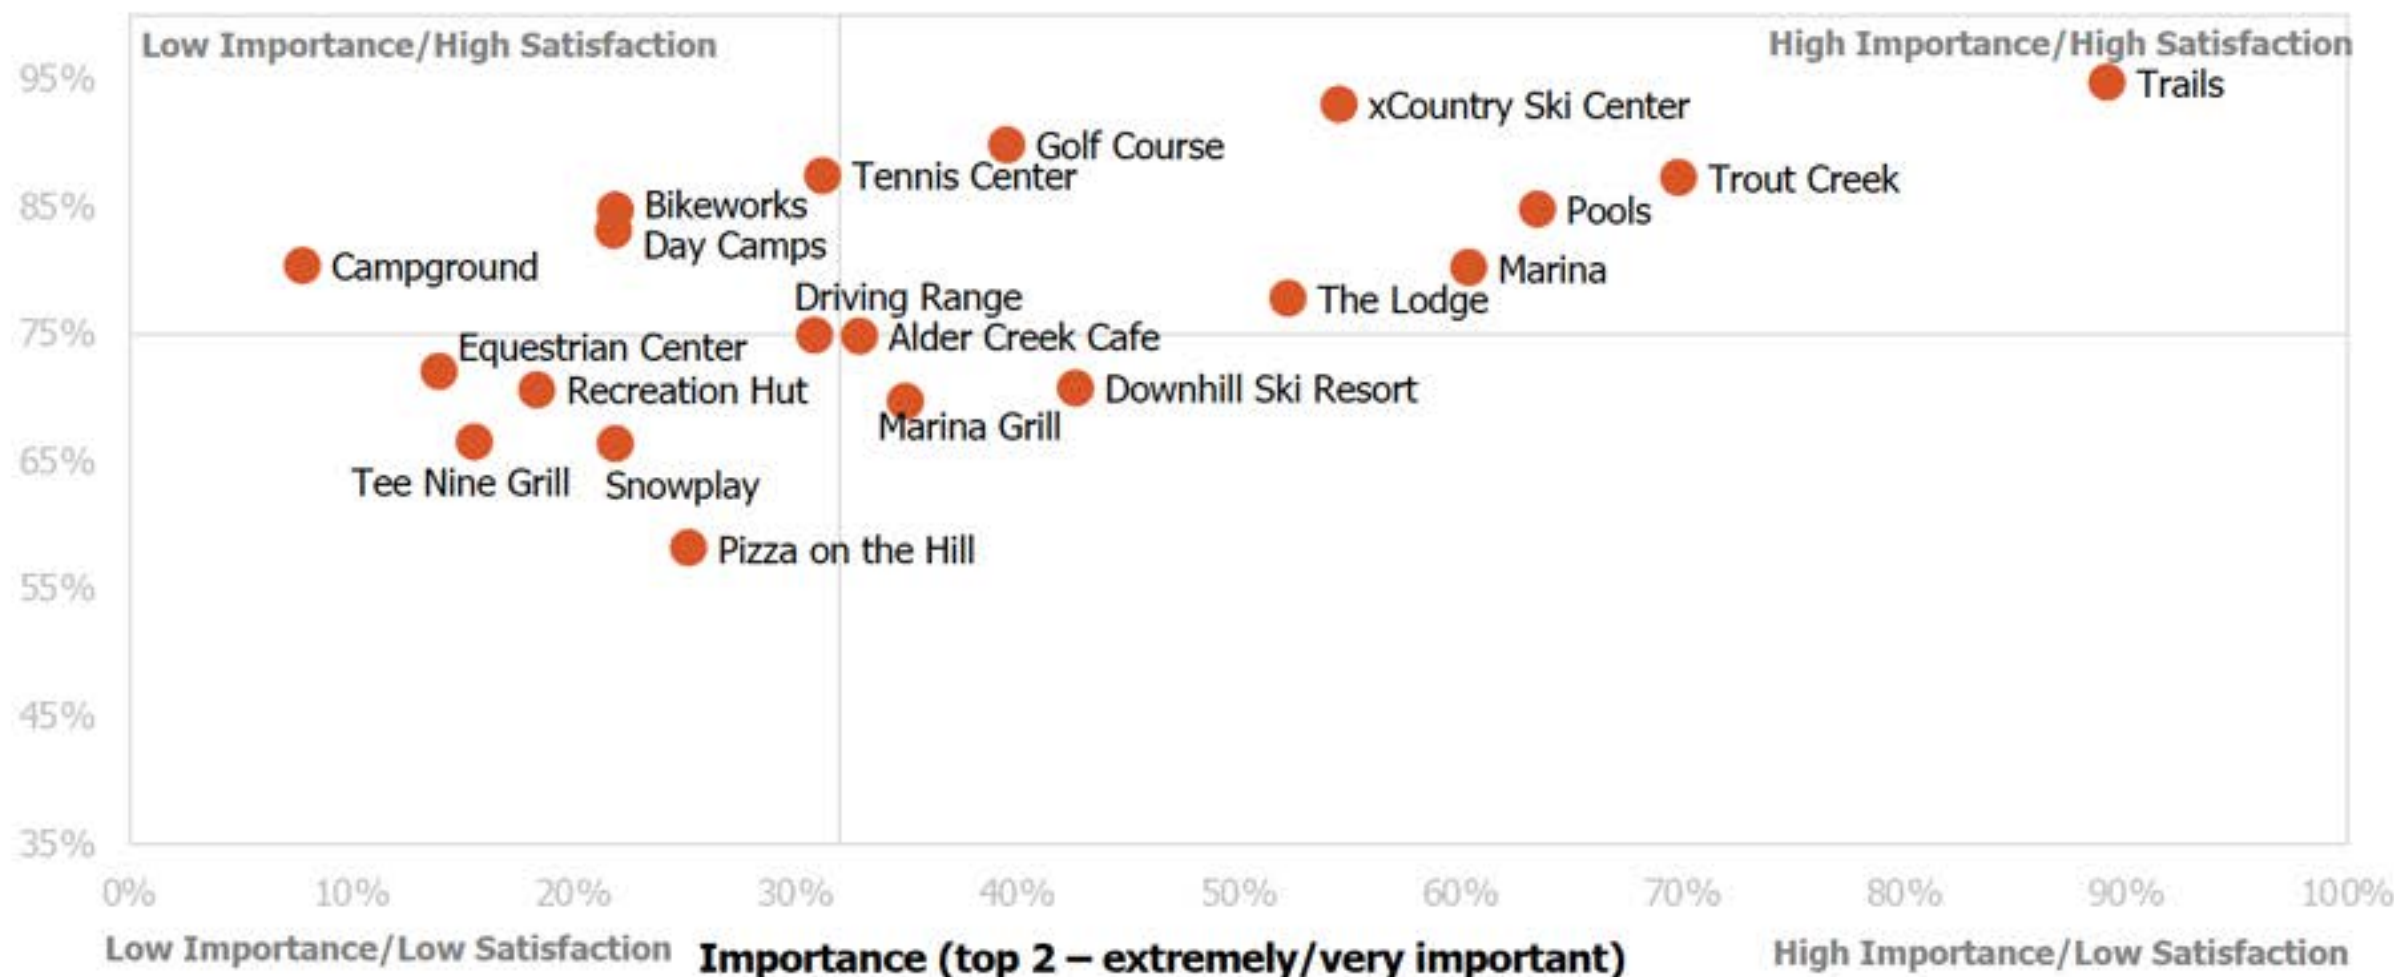 Low Importance/High Satisfaction
High Importance/High Satisfaction
95%
Trails
xCountry Ski Center
Golf Course
Tennis Center
Trout Creek
85%
Bikeworks
Pools
Day Camps
Campground
Marina
Driving Range
The Lodge
75%
Alder Creek Cafe
Equestrian Center
Recreation Hut
Downhill Ski Resort
Marina Grill
65%
Tee Nine Grill
Snowplay
Pizza on the Hill
55%
45%
35%
0% 10% 20% 30% 40% 50% 60% 70% 80% 90% 100%
Low Importance/Low Satisfaction
Importance (top 2 – extremely/very important)
High Importance/Low Satisfaction